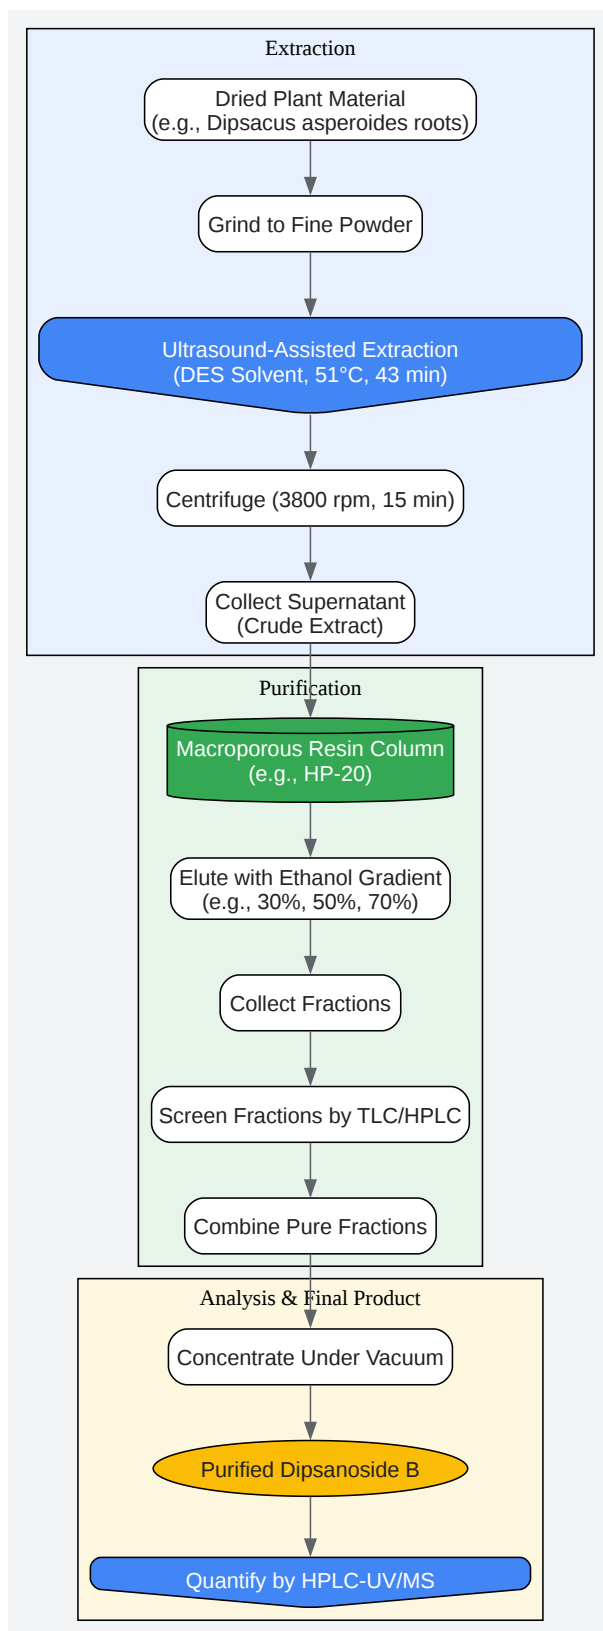 Extraction
Dried Plant Material
(e.g., Dipsacus asperoides roots)
Grind to Fine Powder
Ultrasound-Assisted Extraction
(DES Solvent, 51°C, 43 min)
Centrifuge (3800 rpm, 15 min)
Collect Supernatant
(Crude Extract)
Purification
Macroporous Resin Column
(e.g., HP-20)
Elute with Ethanol Gradient
(e.g., 30%, 50%, 70%)
Collect Fractions
Screen Fractions by TLC/HPLC
Combine Pure Fractions
Analysis & Final Product
Concentrate Under Vacuum
Purified Dipsanoside B
Quantify by HPLC-UV/MS